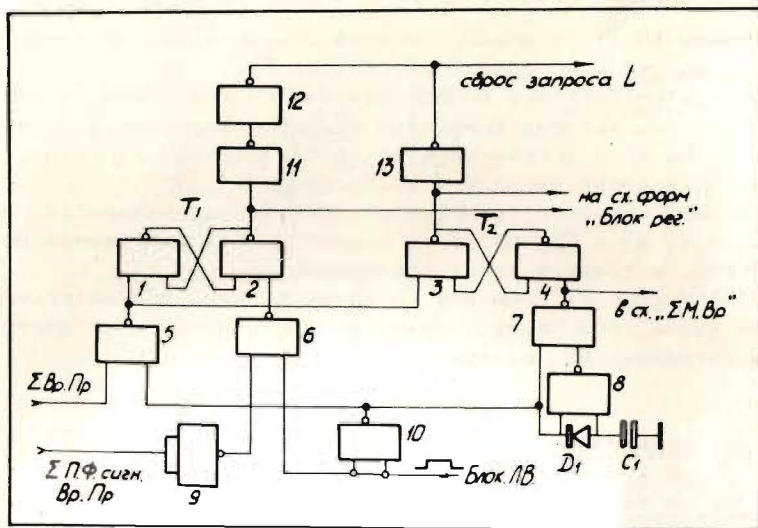 сброс запроса L
12
11
13
на сх. форм
„Блок рег."
T₁
T₂
1
2
3
4
в сх. „ΣМ.Вр"
5
6
7
8
ΣВр.Пр
10
D₁
C₁
Σ П.Ф. сигн.
Вр.Пр
9
Блок.ЛВ.